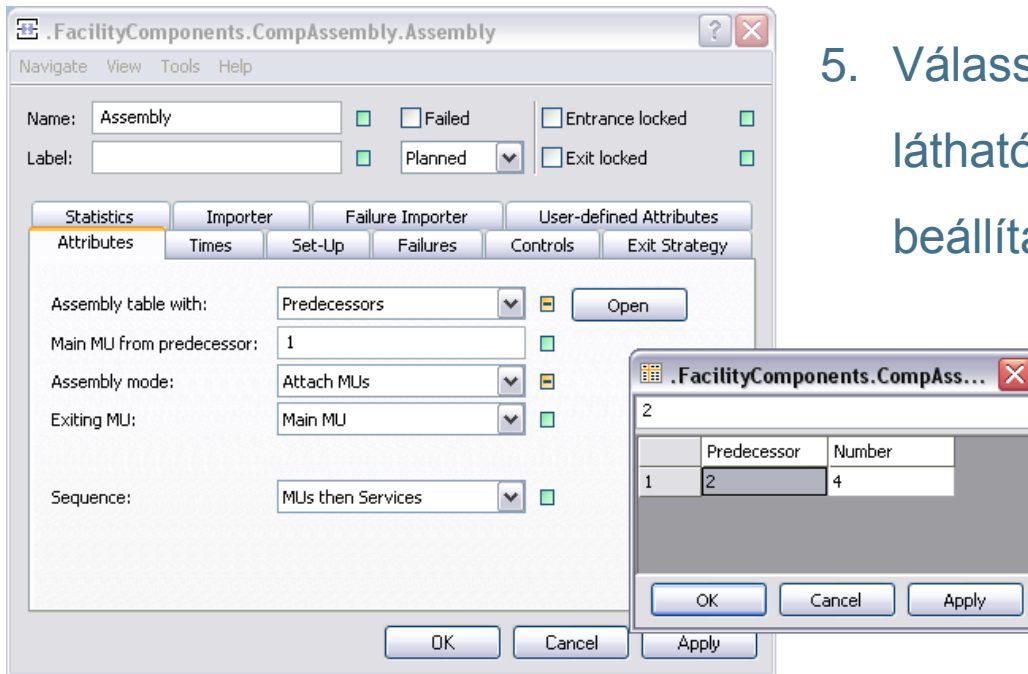 .FacilityComponents.CompAssembly.Assembly
Navigate View Tools Help
Name: Assembly Failed Entrance locked
Label: Planned Exit locked
Statistics Importer Failure Importer User-defined Attributes
Attributes Times Set-Up Failures Controls Exit Strategy
Assembly table with: Predecessors Open
Main MU from predecessor: 1
Assembly mode: Attach MUs
Exiting MU: Main MU
Sequence: MUs then Services
OK Cancel Apply
.FacilityComponents.CompAss...
2
Predecessor Number
1 2 4
OK Cancel Apply
5. Válass
látható
beállít